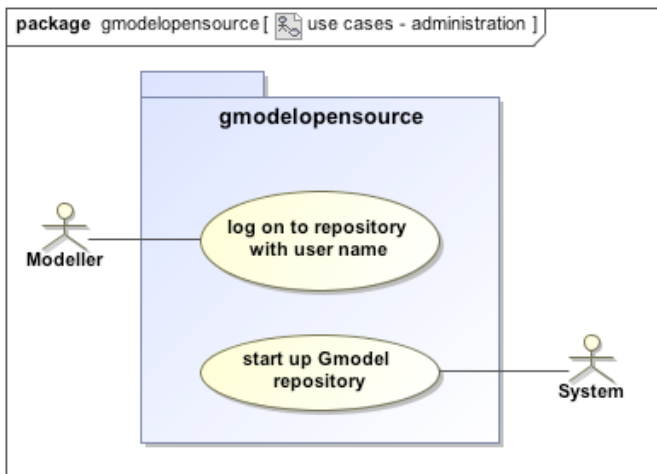 package gmodelopensource [ use cases - administration ]
gmodelopensource
log on to repository
with user name
Modeller
start up Gmodel
repository
System